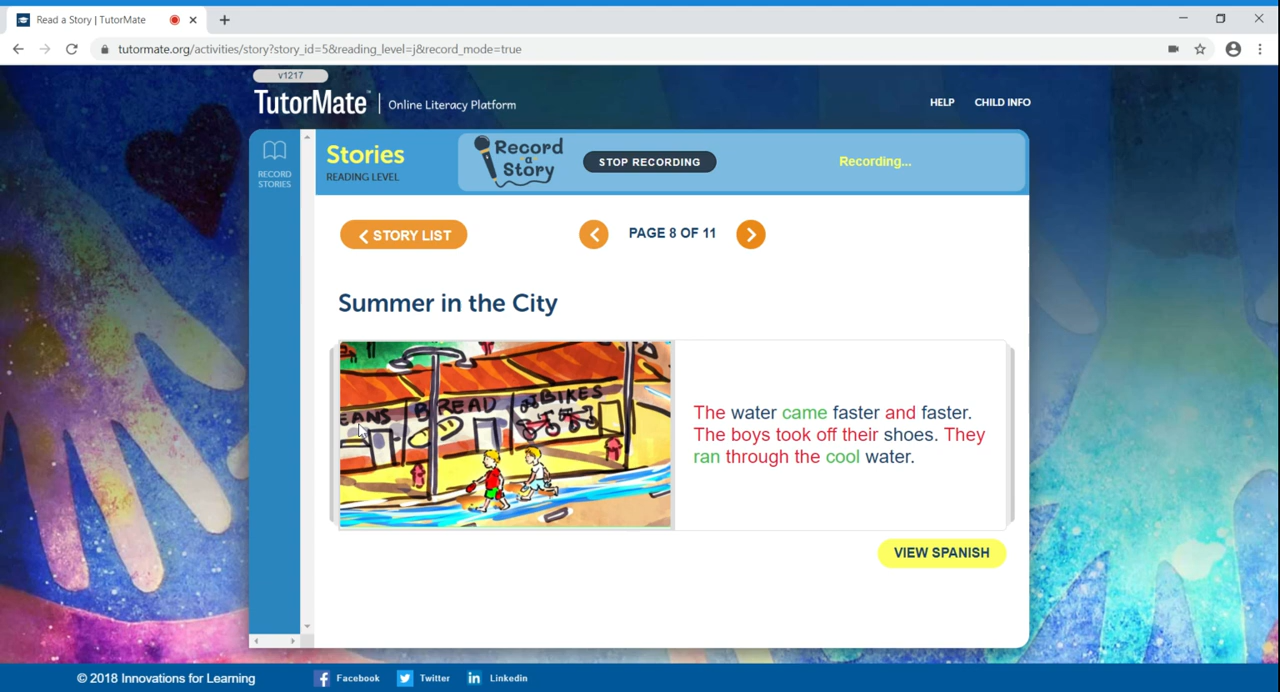 Read a Story | TutorMate
tutormate.org/activities/story?story_id=5&reading_level=j&record_mode=true
v1217
TutorMate™ | Online Literacy Platform
HELP
CHILD INFO
RECORD
STORIES
Stories
READING LEVEL
Record
a
Story
STOP RECORDING
Recording...
STORY LIST
PAGE 8 OF 11
Summer in the City
EANS
BREAD
BIKES
The water came faster and faster.
The boys took off their shoes. They
ran through the cool water.
VIEW SPANISH
© 2018 Innovations for Learning
Facebook
Twitter
Linkedin